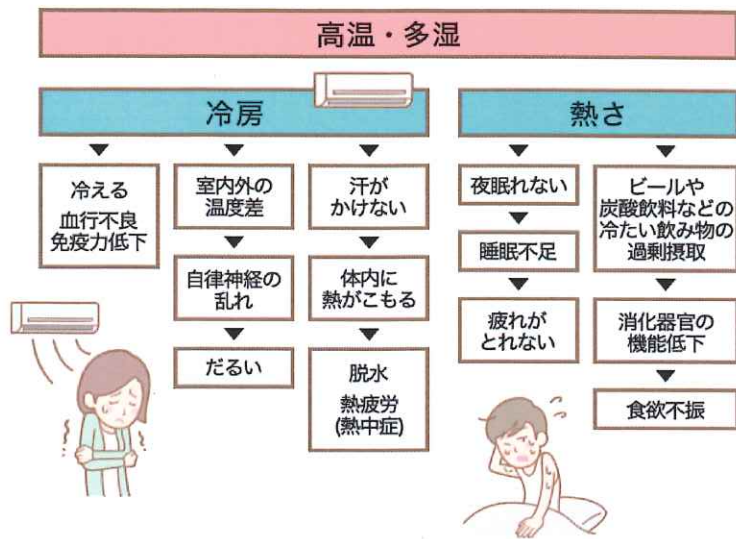 高温・多湿
冷房
冷える
血行不良
免疫力低下
室内外の
温度差
自律神経の
乱れ
だるい
汗が
かけない
体内に
熱がこもる
脱水
熱疲労
(熱中症)
熱さ
夜眠れない
睡眠不足
疲れが
とれない
ビールや
炭酸飲料などの
冷たい飲み物の
過剰摂取
消化器官の
機能低下
食欲不振